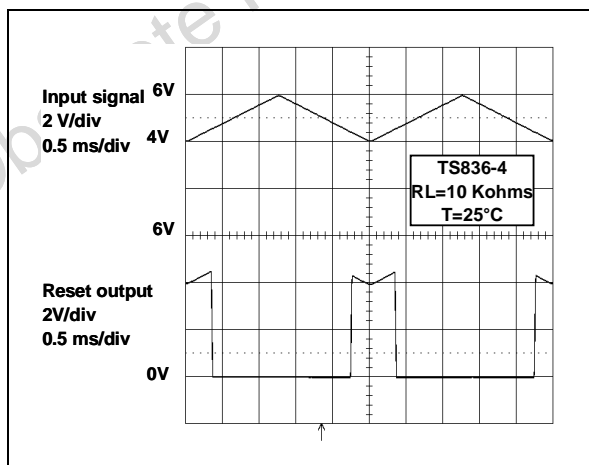 Input signal
2 V/div
0.5 ms/div
6V
4V
TS836-4
RL=10 Kohms
T=25°C
6V
Reset output
2V/div
0.5 ms/div
0V